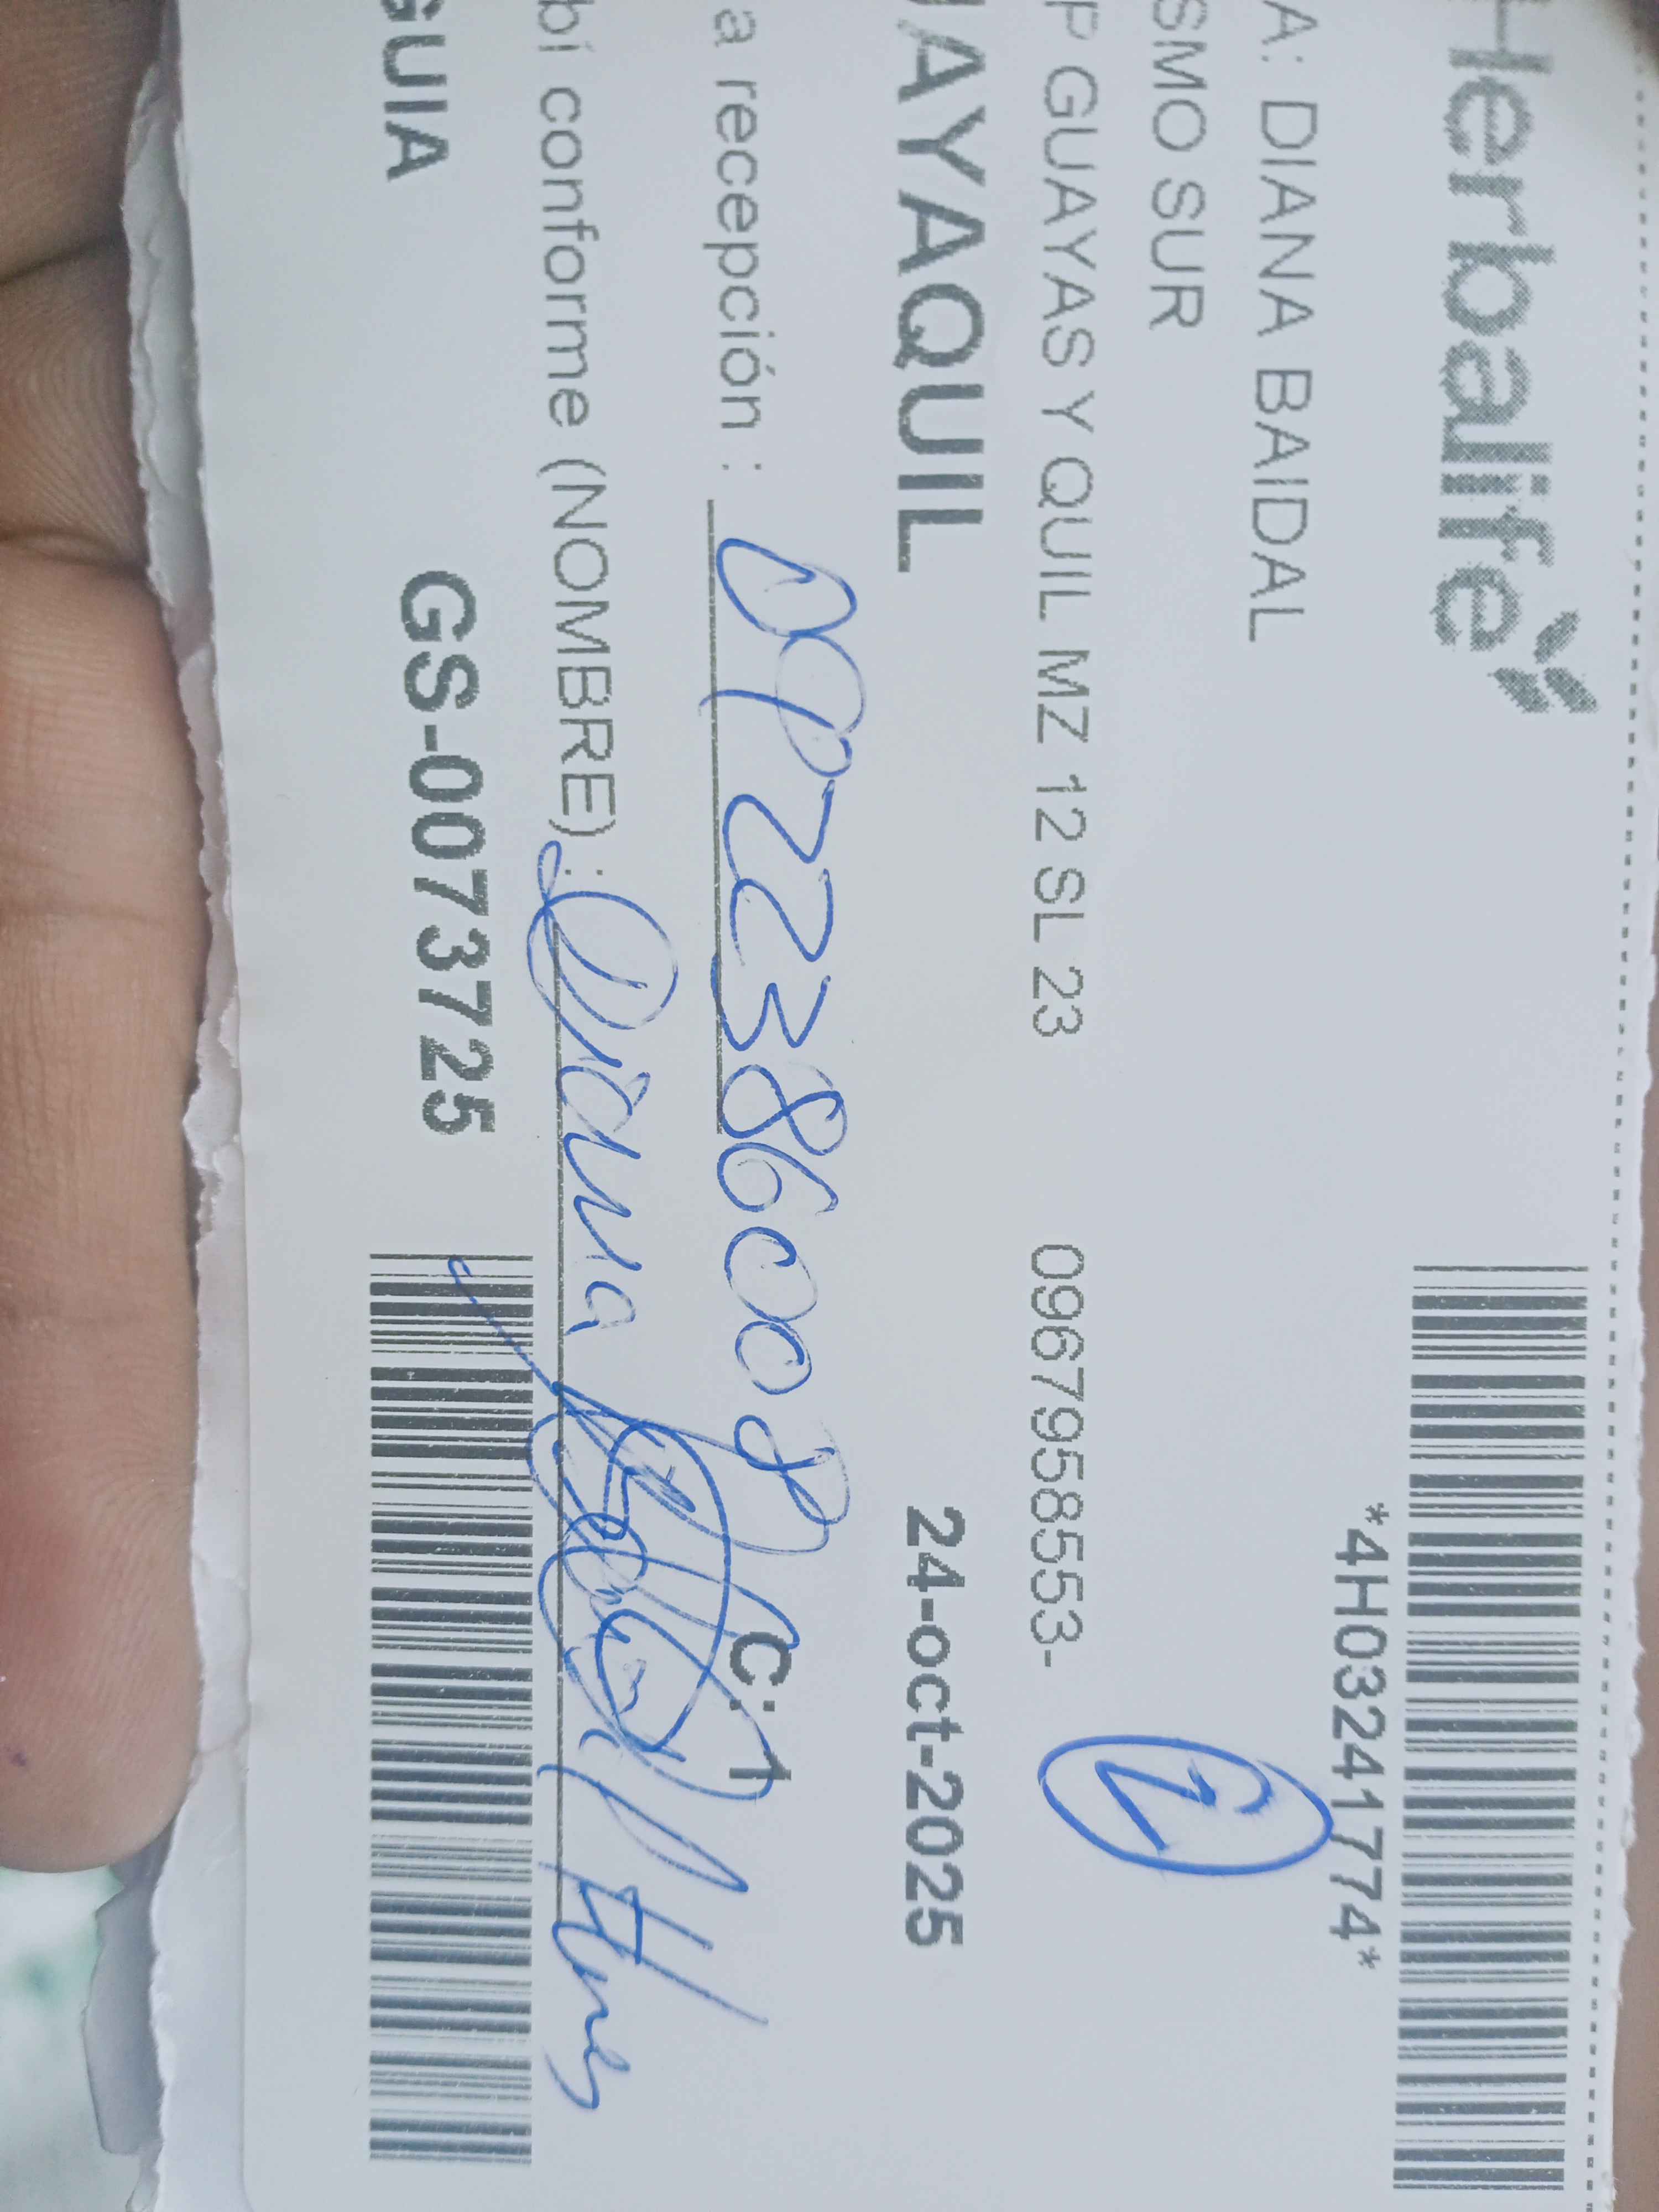 Herbalife
*4H03241774*
A: DIANA BAIDAL
SMO SUR
P GUAYAS Y QUIL MZ 12 SL 23 0967958553-
2
AYAQUIL 24-oct-2025
a recepción : 0922386008 C: 1
bí conforme (NOMBRE): Diana
GUIA GS-0073725